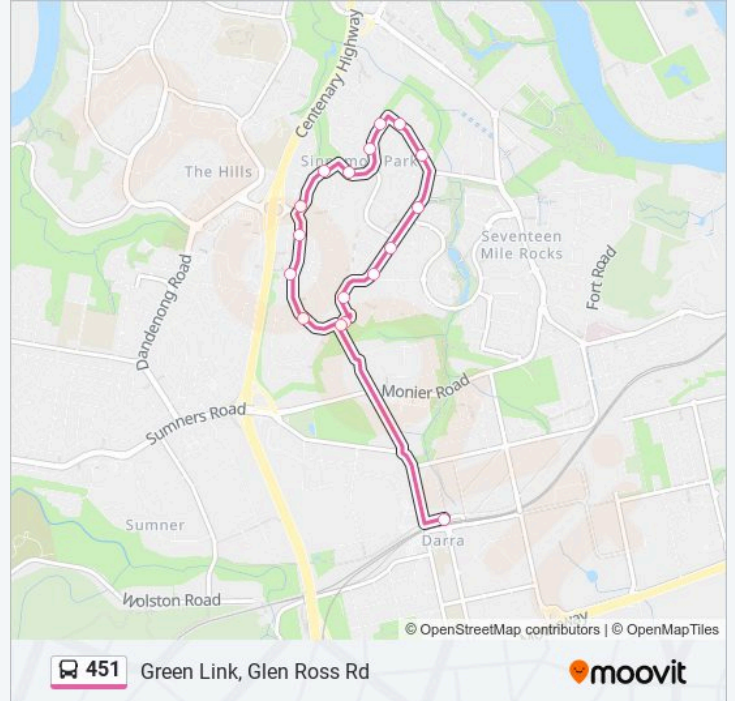 Centenary Highway
The Hills
Sinnamon Park
Seventeen
Mile Rocks
Fort Road
Dandenong Road
Monier Road
Sumners Road
Sumner
Darra
Wolston Road
© OpenStreetMap contributors | © OpenMapTiles
451
Green Link, Glen Ross Rd
moovit